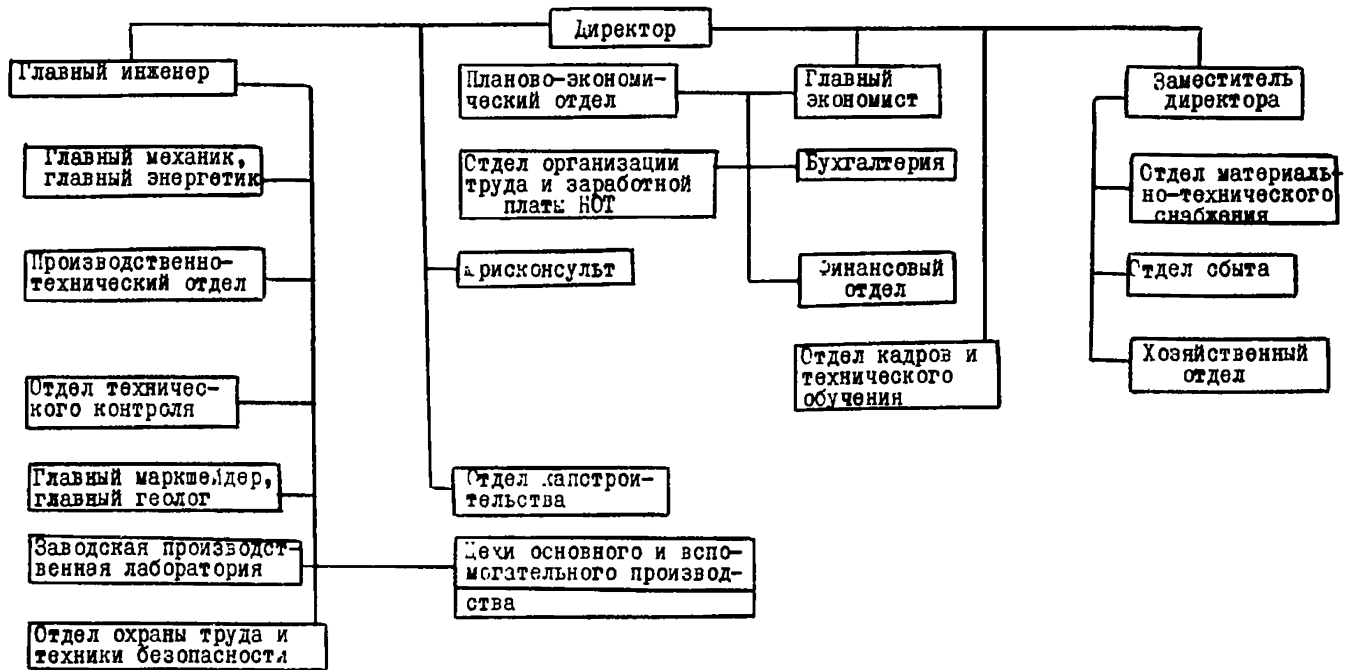 Директор
Главный инженер
Планово-экономи-
ческий отдел
Главный
экономист
Заместитель
директора
Главный механик,
главный энергетик
Отдел организации
труда и заработной
платы НОТ
Бухгалтерия
Отдел материаль-
но-технического
снабжения
Производственно-
технический отдел
Юрисконсульт
Финансовый
отдел
Отдел сбыта
Отдел кадров и
технического
обучения
Хозяйственный
отдел
Отдел техничес-
кого контроля
Главный маркшейдер,
главный геолог
Отдел капстрои-
тельства
Заводская производст-
венная лаборатория
Цехи основного и вспо-
могательного производ-
ства
Отдел охраны труда и
техники безопасности